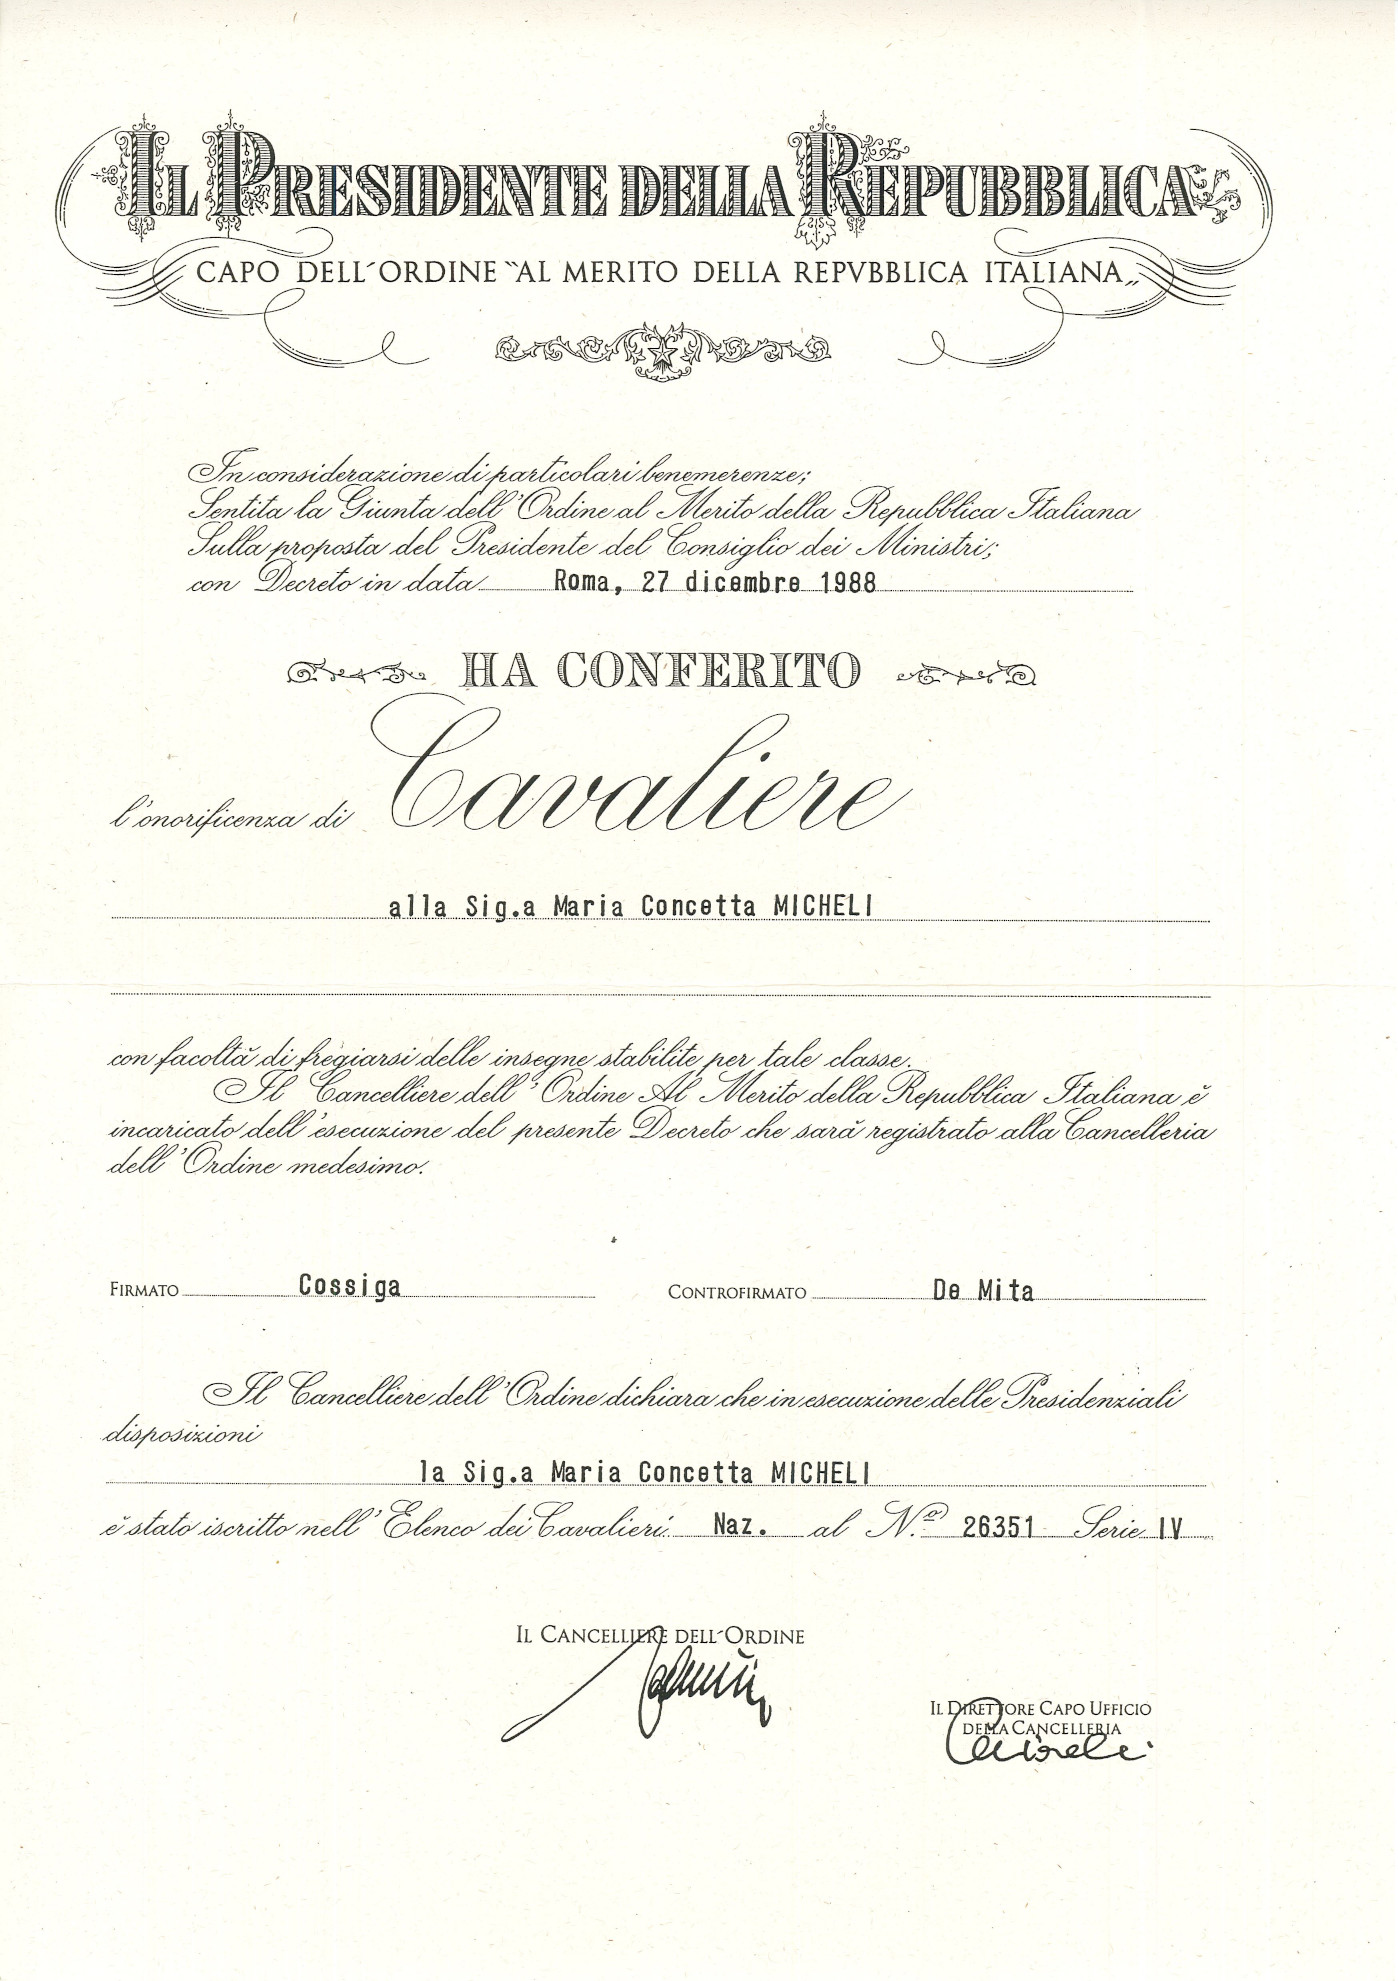 IL PRESIDENTE DELLA REPUBBLICA
CAPO DELL'ORDINE "AL MERITO DELLA REPVBBLICA ITALIANA„
In considerazione di particolari benemerenze;
Sentita la Giunta dell'Ordine al Merito della Repubblica Italiana
Sulla proposta del Presidente del Consiglio dei Ministri;
con Decreto in data Roma, 27 dicembre 1988
HA CONFERITO
l'onorificenza di Cavaliere
alla Sig.a Maria Concetta MICHELI
con facoltà di fregiarsi delle insegne stabilite per tale classe.
Il Cancelliere dell'Ordine Al Merito della Repubblica Italiana è
incaricato dell'esecuzione del presente Decreto che sarà registrato alla Cancelleria
dell'Ordine medesimo.
FIRMATO Cossiga CONTROFIRMATO De Mita
Il Cancelliere dell'Ordine dichiara che in esecuzione delle Presidenziali
disposizioni
la Sig.a Maria Concetta MICHELI
è stato iscritto nell'Elenco dei Cavalieri Naz. al N.º 26351 Serie IV
IL CANCELLIERE DELL'ORDINE
IL DIRETTORE CAPO UFFICIO
DELLA CANCELLERIA